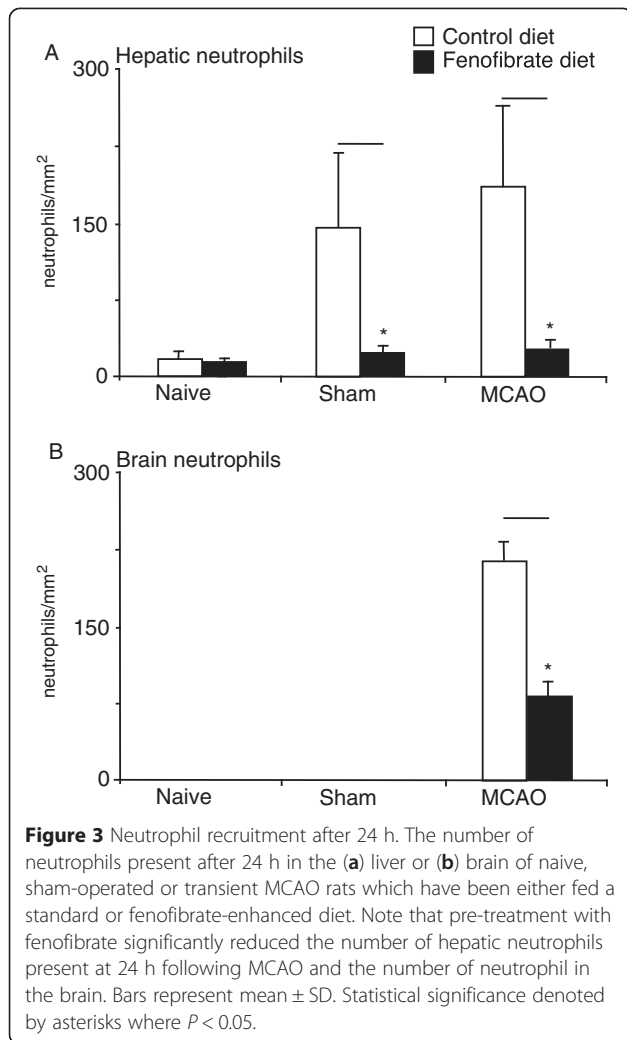 A
Hepatic neutrophils
Control diet
Fenofibrate diet
300
150
0
neutrophils/mm²
*
*
Naive
Sham
MCAO
B
Brain neutrophils
300
150
0
neutrophils/mm²
*
Naive
Sham
MCAO
Figure 3 Neutrophil recruitment after 24 h. The number of
neutrophils present after 24 h in the (a) liver or (b) brain of naive,
sham-operated or transient MCAO rats which have been either fed a
standard or fenofibrate-enhanced diet. Note that pre-treatment with
fenofibrate significantly reduced the number of hepatic neutrophils
present at 24 h following MCAO and the number of neutrophil in
the brain. Bars represent mean ± SD. Statistical significance denoted
by asterisks where P < 0.05.